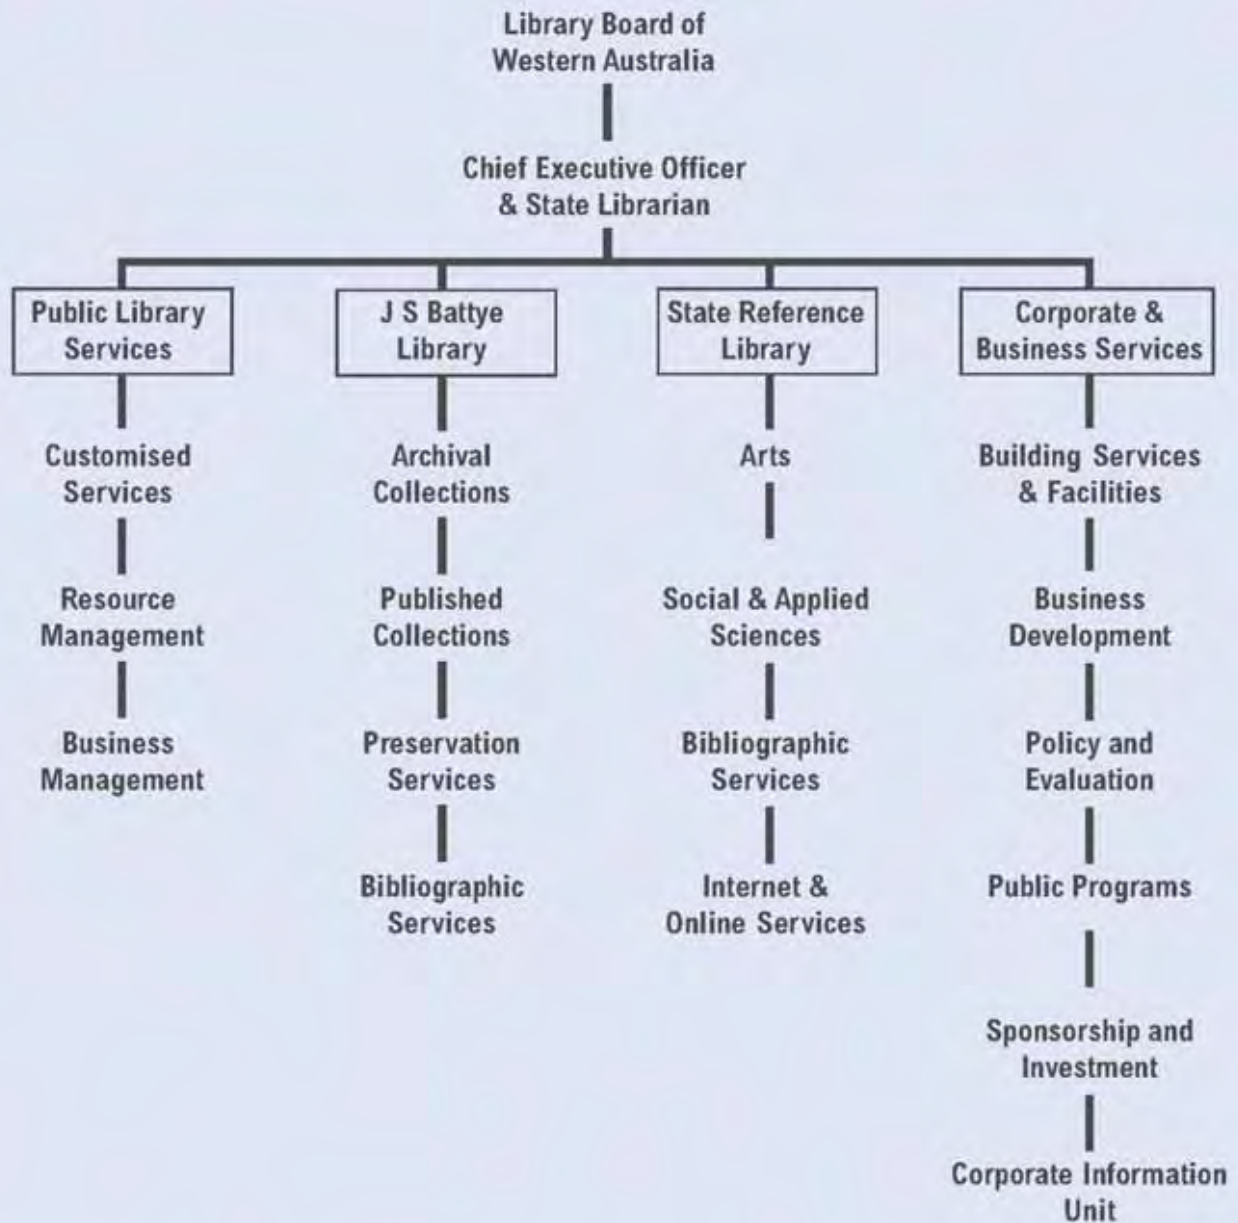 Library Board of
Western Australia
Chief Executive Officer
& State Librarian
Public Library
Services
Customised
Services
Resource
Management
Business
Management
J S Battye
Library
Archival
Collections
Published
Collections
Preservation
Services
Bibliographic
Services
State Reference
Library
Arts
Social & Applied
Sciences
Bibliographic
Services
Internet &
Online Services
Corporate &
Business Services
Building Services
& Facilities
Business
Development
Policy and
Evaluation
Public Programs
Sponsorship and
Investment
Corporate Information
Unit